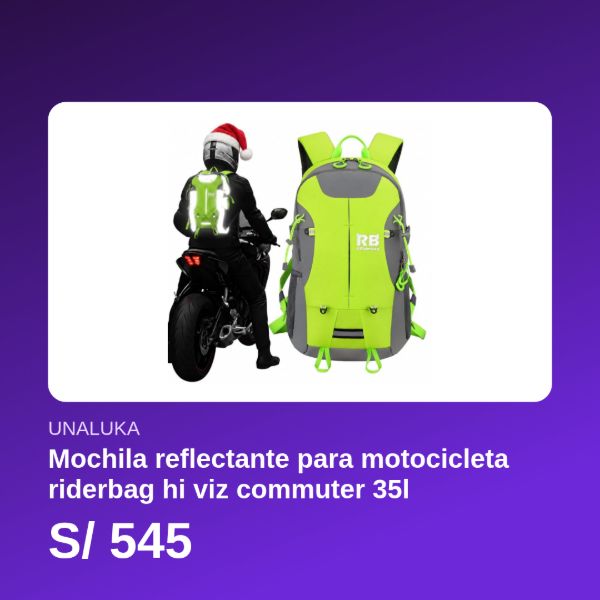 RB
UNALUKA
Mochila reflectante para motocicleta
riderbag hi viz commuter 35l
S/ 545